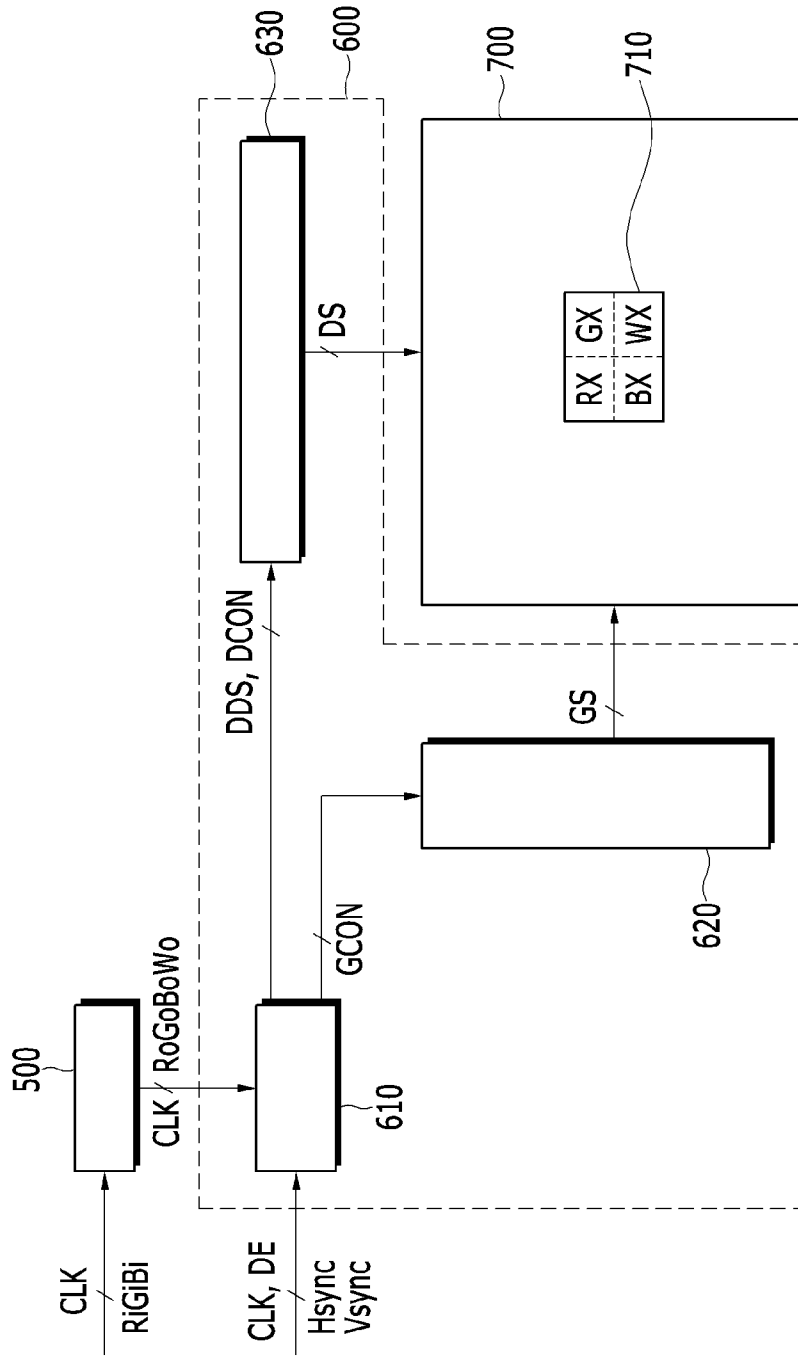 630
600
700
710
500
CLK
RiGiBi
CLK
RoGoBoWo
CLK, DE
Hsync
Vsync
610
DDS, DCON
GCON
DS
620
GS
RX
GX
BX
WX